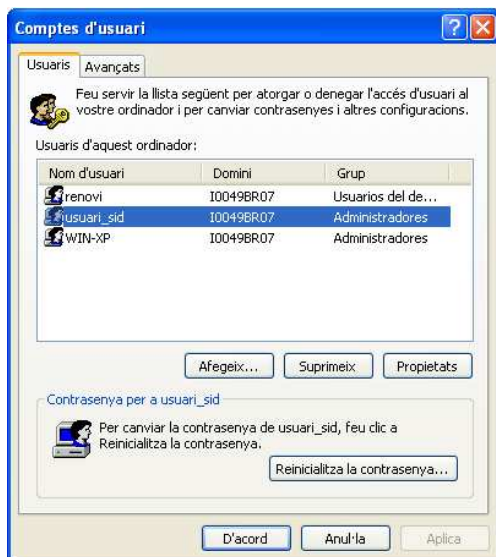 Comptes d'usuari
Usuaris Avançats
Feu servir la llista següent per atorgar o denegar l'accés d'usuari al
vostre ordinador i per canviar contrasenyes i altres configuracions.
Usuaris d'aquest ordinador:
Nom d'usuari Domini Grup
renovi I0049BR07 Usuarios del de...
usuari_sid I0049BR07 Administradores
WIN-XP I0049BR07 Administradores
Afegeix... Suprimeix Propietats
Contrasenya per a usuari_sid
Per canviar la contrasenya de usuari_sid, feu clic a
Reinicialitza la contrasenya.
Reinicialitza la contrasenya...
D'acord Anul·la Aplica